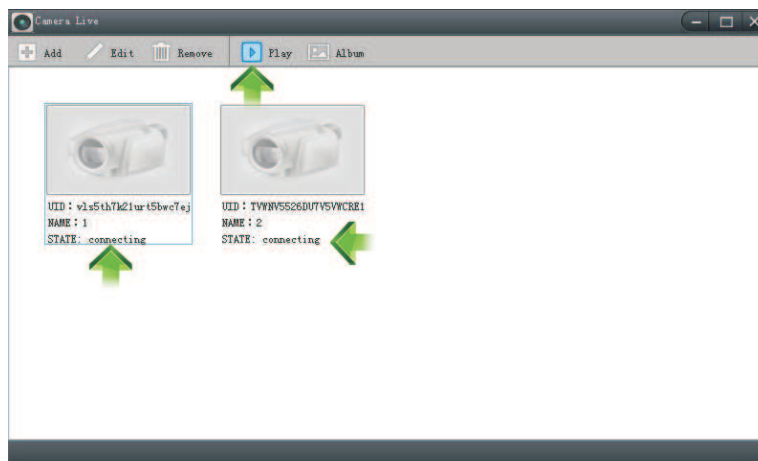 Camera Live
Add Edit Remove Play Album
UID：vls5th7k21urt5bwc7ej
NAME：1
STATE: connecting
UID：TVWNV5526DUTV5VWCRE1
NAME：2
STATE: connecting